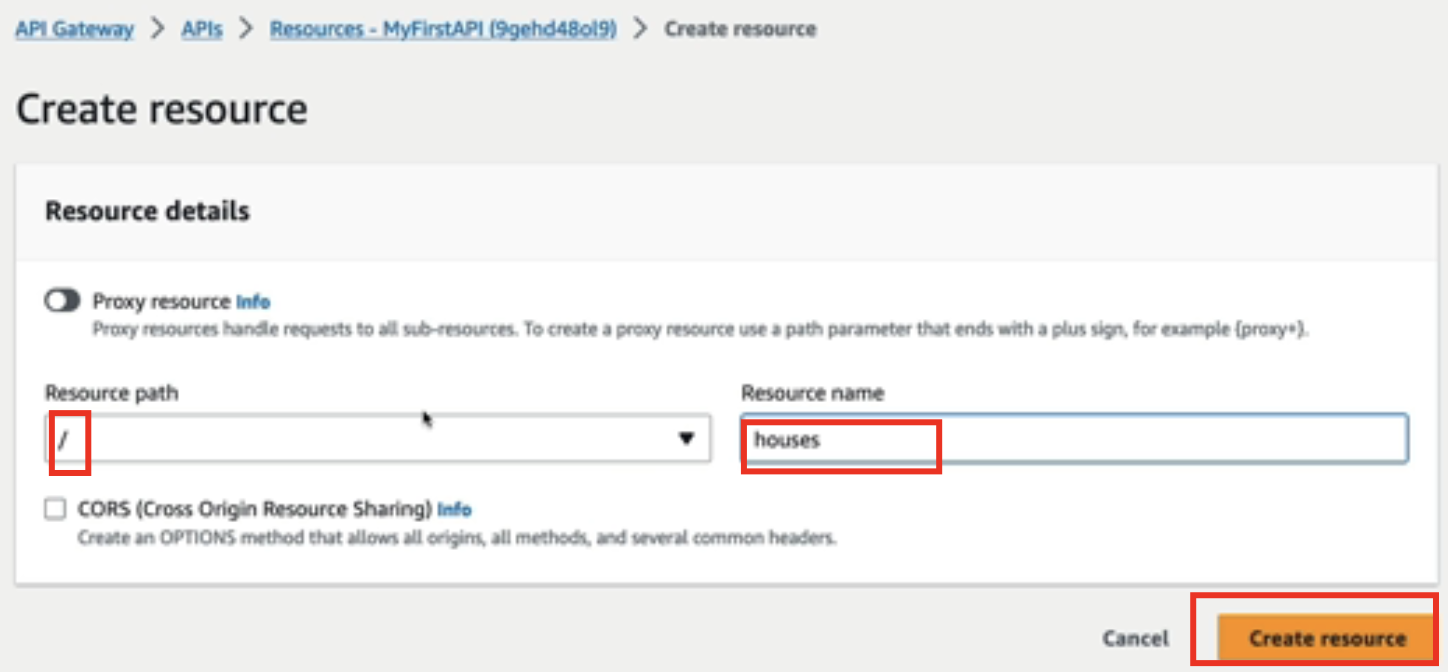 API Gateway > APIs > Resources - MyFirstAPI (9gehd48ol9) > Create resource
Create resource
Resource details
Proxy resource Info
Proxy resources handle requests to all sub-resources. To create a proxy resource use a path parameter that ends with a plus sign, for example {proxy+}.
Resource path
/
Resource name
houses
CORS (Cross Origin Resource Sharing) Info
Create an OPTIONS method that allows all origins, all methods, and several common headers.
Cancel
Create resource